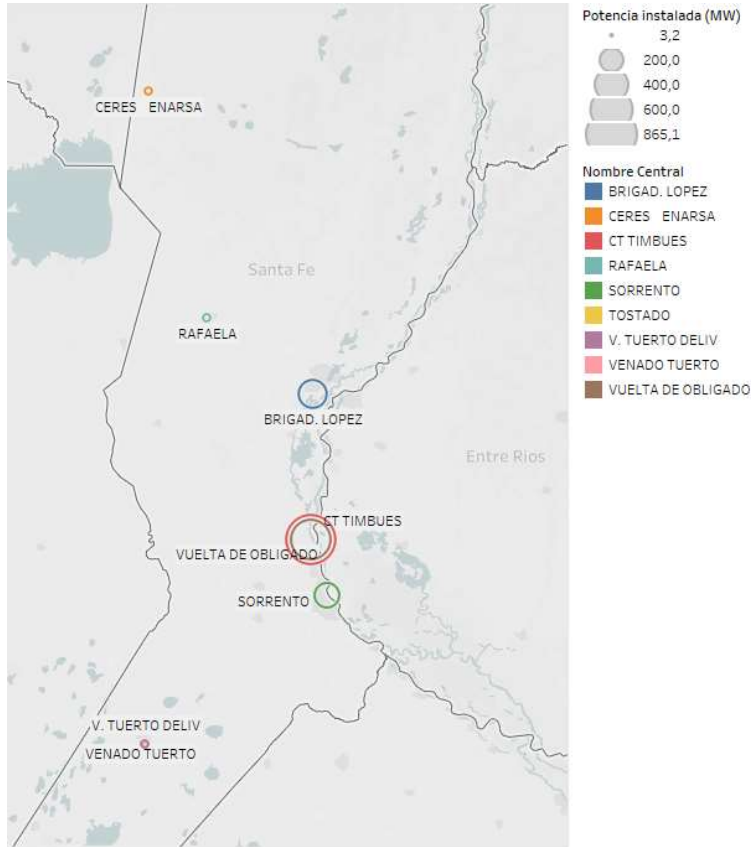 CERES   ENARSA
Santa Fe
RAFAELA
BRIGAD. LOPEZ
Entre Rios
CT TIMBUES
VUELTA DE OBLIGADO
SORRENTO
V. TUERTO DELIV
VENADO TUERTO
Potencia instalada (MW)
3,2
200,0
400,0
600,0
865,1
Nombre Central
BRIGAD. LOPEZ
CERES   ENARSA
CT TIMBUES
RAFAELA
SORRENTO
TOSTADO
V. TUERTO DELIV
VENADO TUERTO
VUELTA DE OBLIGADO